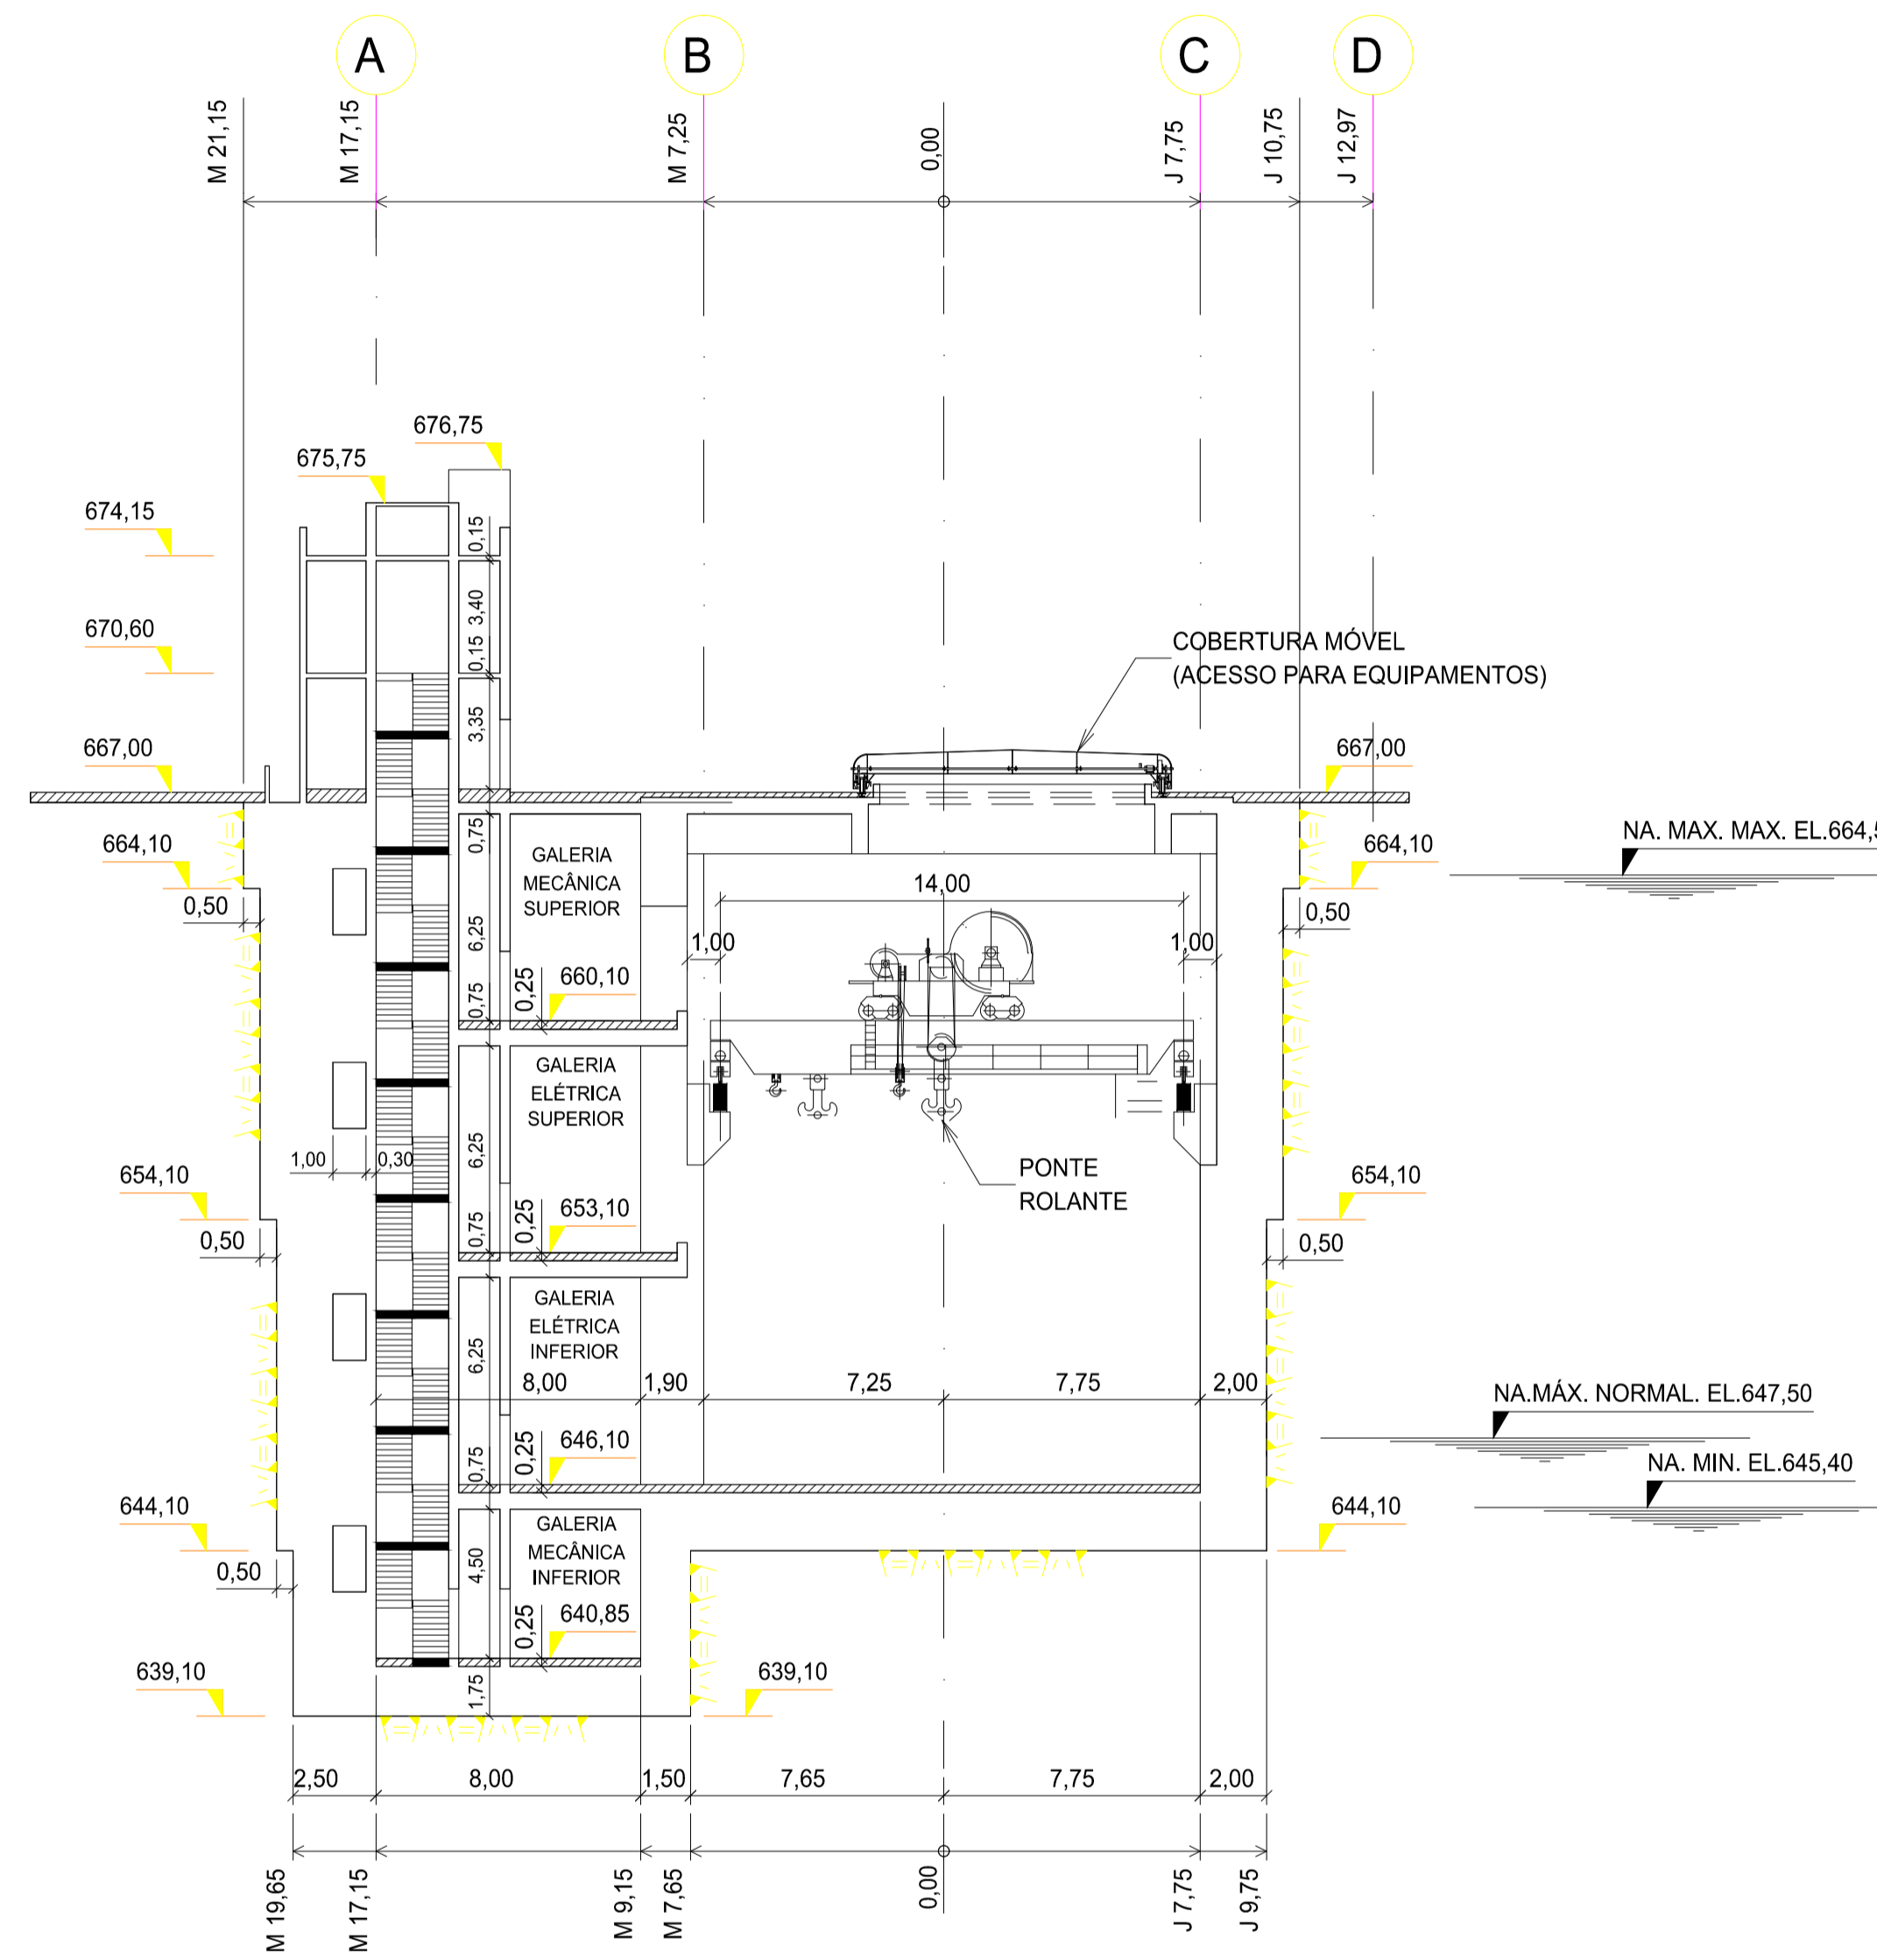 A
B
C
D
M 21,15
M 17,15
M 7,25
0,00
J 7,75
J 10,75
J 12,97
676,75
675,75
674,15
0,15
3,40
670,60
0,15
COBERTURA MÓVEL
(ACESSO PARA EQUIPAMENTOS)
3,35
667,00
667,00
NA. MAX. MAX. EL.664,5
664,10
0,75
GALERIA
MECÂNICA
SUPERIOR
664,10
14,00
0,50
0,50
6,25
1,00
1,00
0,75
0,25
660,10
GALERIA
ELÉTRICA
SUPERIOR
1,00
0,30
6,25
PONTE
ROLANTE
654,10
654,10
0,75
0,25
653,10
0,50
0,50
GALERIA
ELÉTRICA
INFERIOR
6,25
8,00
1,90
7,25
7,75
2,00
NA.MÁX. NORMAL. EL.647,50
0,75
0,25
646,10
NA. MIN. EL.645,40
644,10
644,10
GALERIA
MECÂNICA
INFERIOR
0,50
4,50
0,25
640,85
639,10
639,10
1,75
2,50
8,00
1,50
7,65
7,75
2,00
M 19,65
M 17,15
M 9,15
M 7,65
0,00
J 7,75
J 9,75